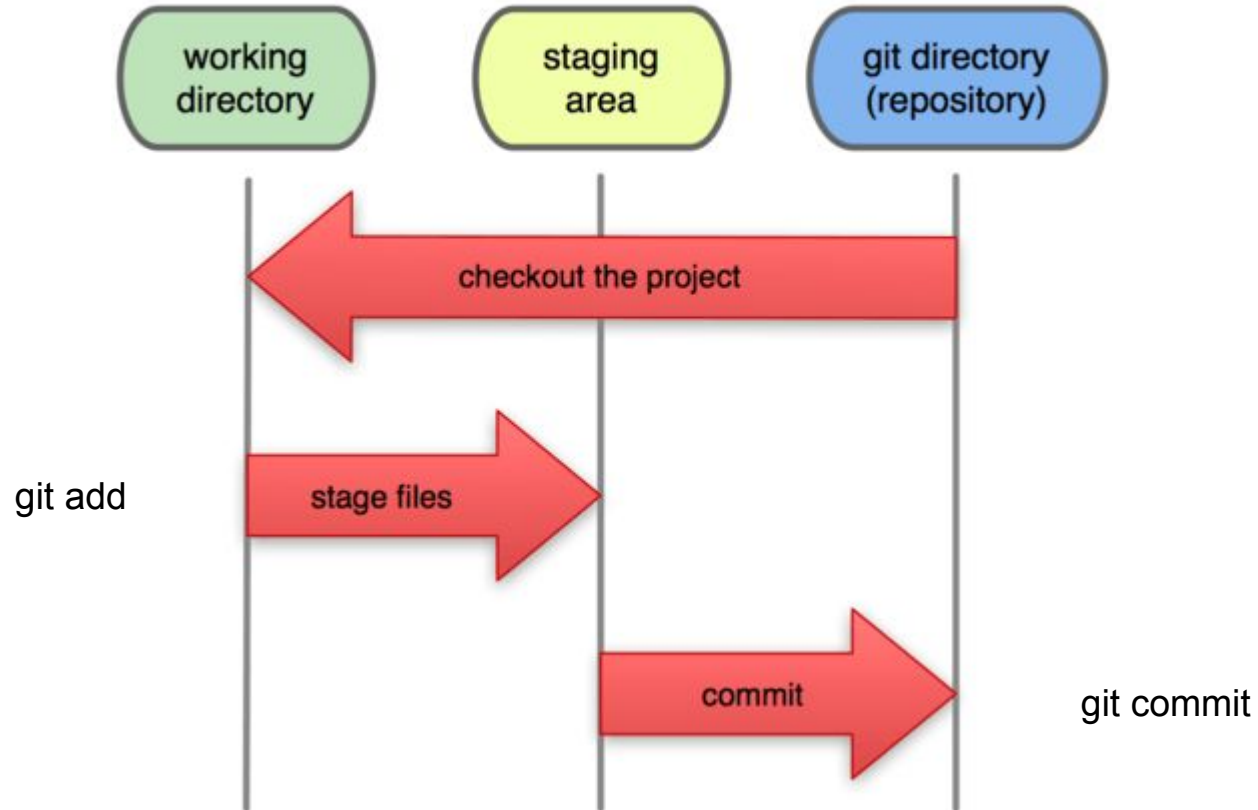 working
directory
staging
area
git directory
(repository)
checkout the project
git add
stage files
commit
git commit